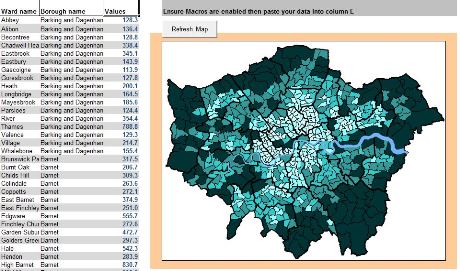 Ward name Borough name Values
Abbey Barking and Dagenham 128.3
Alibon Barking and Dagenham 136.4
Becontree Barking and Dagenham 128.8
Chadwell Hea Barking and Dagenham 338.4
Eastbrook Barking and Dagenham 345.1
Eastbury Barking and Dagenham 143.9
Gascoigne Barking and Dagenham 113.9
Goresbrook Barking and Dagenham 127.8
Heath Barking and Dagenham 200.1
Longbridge Barking and Dagenham 164.5
Mayesbrook Barking and Dagenham 185.6
Parsloes Barking and Dagenham 124.4
River Barking and Dagenham 354.4
Thames Barking and Dagenham 708.8
Valence Barking and Dagenham 129.3
Village Barking and Dagenham 214.7
Whalebone Barking and Dagenham 155.4
Brunswick Pa Barnet 317.5
Burnt Oak Barnet 206.7
Childs Hill Barnet 309.3
Colindale Barnet 263.6
Coppetts Barnet 272.1
East Barnet Barnet 374.9
East Finchley Barnet 251.0
Edgware Barnet 555.7
Finchley Chu Barnet 272.6
Garden Subu Barnet 472.7
Golders Gree Barnet 297.3
Hale Barnet 542.3
Hendon Barnet 283.9
High Barnet Barnet 830.7
Ensure Macros are enabled then paste your data into column E
Refresh Map